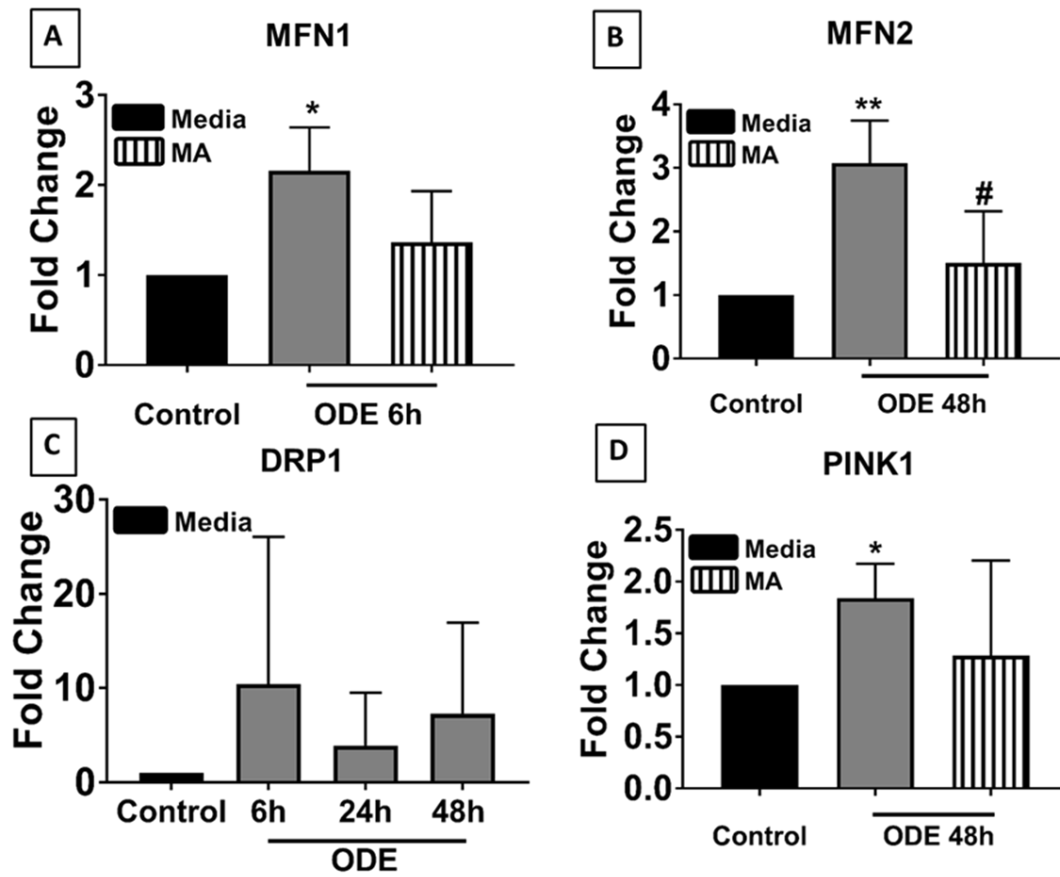 A
MFN1
Fold Change
3
2
1
0
Media
MA
*
Control
ODE 6h
B
MFN2
Fold Change
4
3
2
1
0
Media
MA
**
#
Control
ODE 48h
C
DRP1
Fold Change
30
20
10
0
Media
Control
6h
24h
48h
ODE
D
PINK1
Fold Change
2.5
2.0
1.5
1.0
0.5
0.0
Media
MA
*
Control
ODE 48h